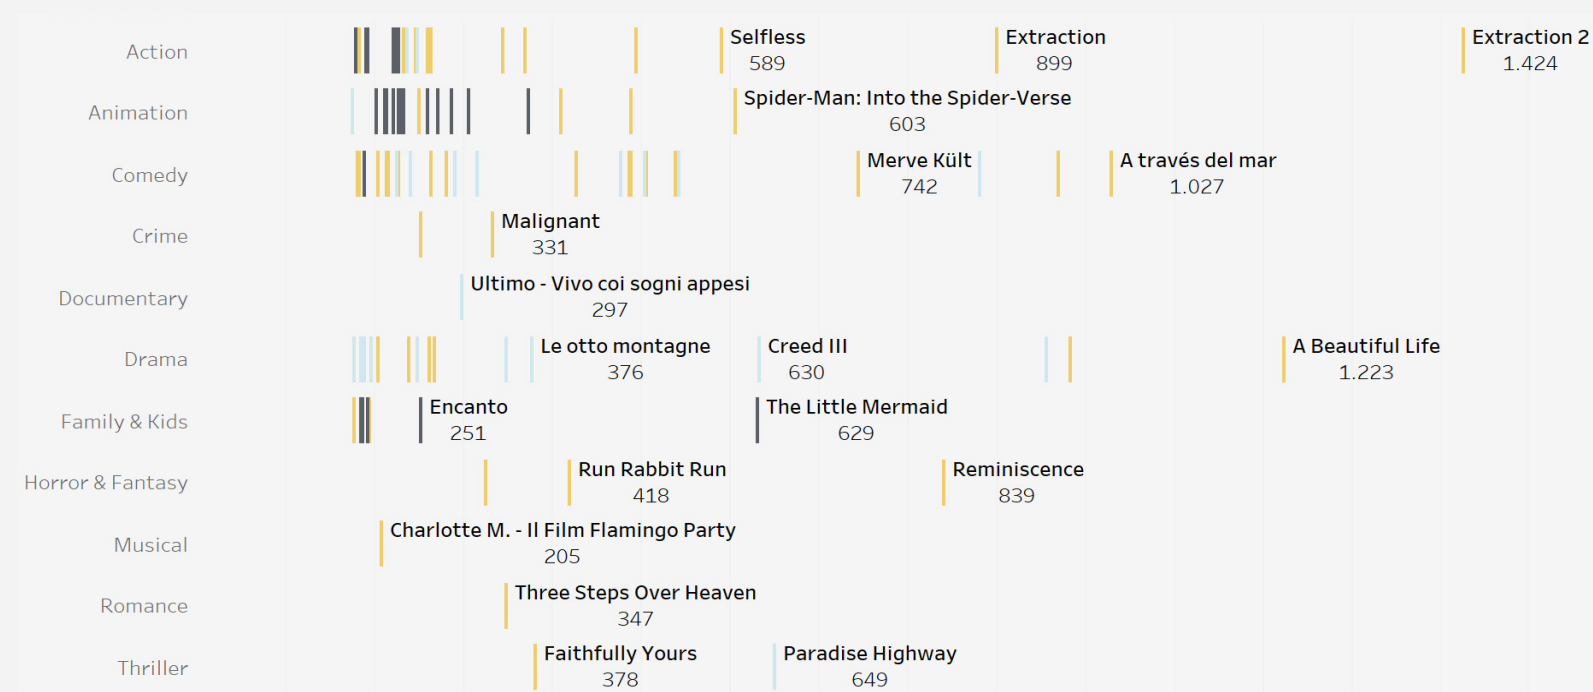 Action
Selfless
589
Extraction
899
Extraction 2
1.424
Animation
Spider-Man: Into the Spider-Verse
603
Comedy
Merve Kült
742
A través del mar
1.027
Crime
Malignant
331
Documentary
Ultimo - Vivo coi sogni appesi
297
Drama
Le otto montagne
376
Creed III
630
A Beautiful Life
1.223
Family & Kids
Encanto
251
The Little Mermaid
629
Horror & Fantasy
Run Rabbit Run
418
Reminiscence
839
Musical
Charlotte M. - Il Film Flamingo Party
205
Romance
Three Steps Over Heaven
347
Thriller
Faithfully Yours
378
Paradise Highway
649